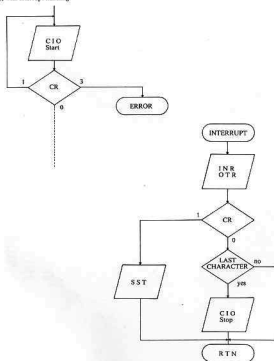 C I O
Start
1
CR
3
0
ERROR
INTERRUPT
I N R
O T R
1
CR
0
LAST
CHARACTER
no
yes
S S T
C I O
Stop
R T N